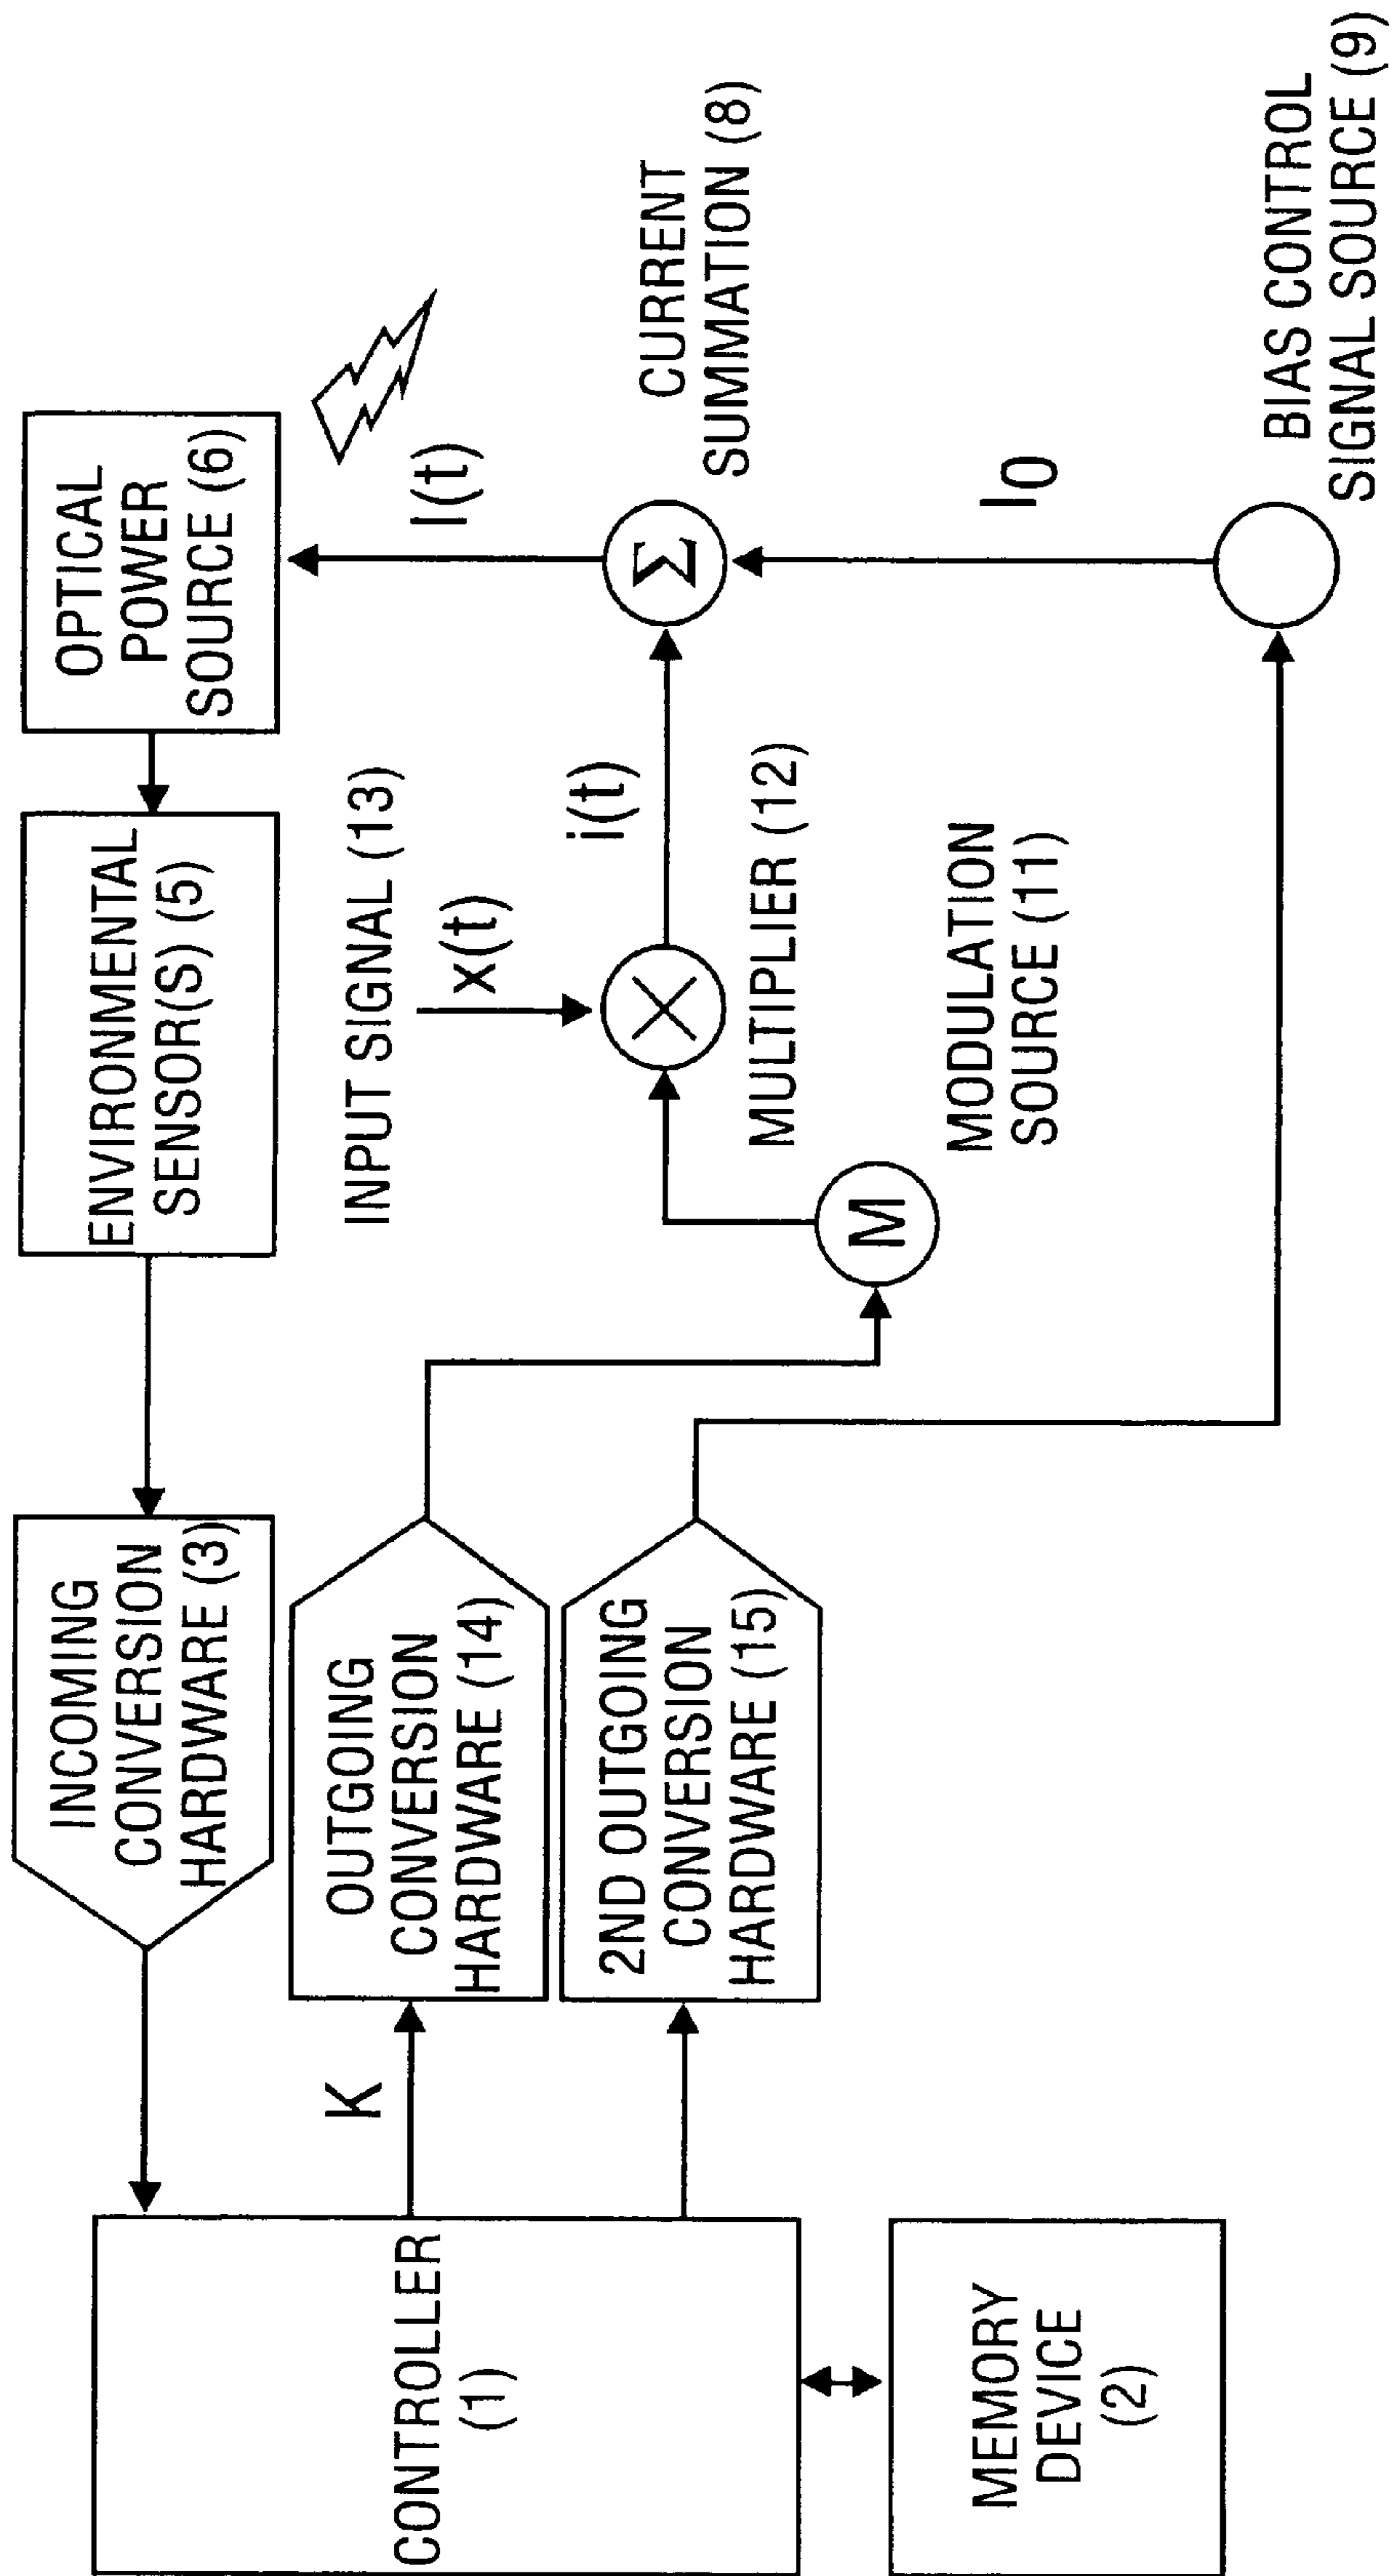 OPTICAL
POWER
SOURCE (6)
ENVIRONMENTAL
SENSOR(S) (5)
INCOMING
CONVERSION
HARDWARE (3)
I(t)
INPUT SIGNAL (13)
x(t)
i(t)
Σ
CURRENT
SUMMATION (8)
MULTIPLIER (12)
K
OUTGOING
CONVERSION
HARDWARE (14)
CONTROLLER
(1)
2ND OUTGOING
CONVERSION
HARDWARE (15)
M
MODULATION
SOURCE (11)
I0
MEMORY
DEVICE
(2)
BIAS CONTROL
SIGNAL SOURCE (9)